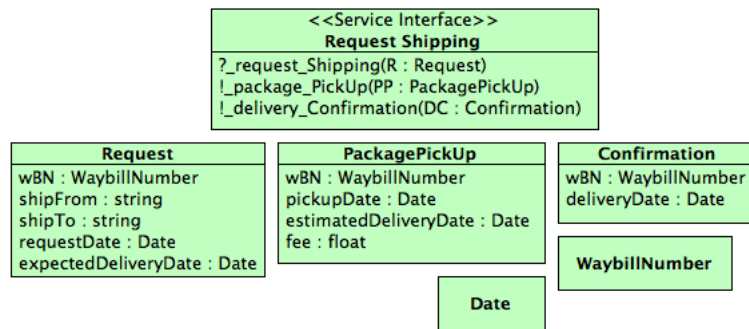 <<Service Interface>>
Request Shipping
?_request_Shipping(R : Request)
!_package_PickUp(PP : PackagePickUp)
!_delivery_Confirmation(DC : Confirmation)
Request
wBN : WaybillNumber
shipFrom : string
shipTo : string
requestDate : Date
expectedDeliveryDate : Date
PackagePickUp
wBN : WaybillNumber
pickupDate : Date
estimatedDeliveryDate : Date
fee : float
Confirmation
wBN : WaybillNumber
deliveryDate : Date
WaybillNumber
Date